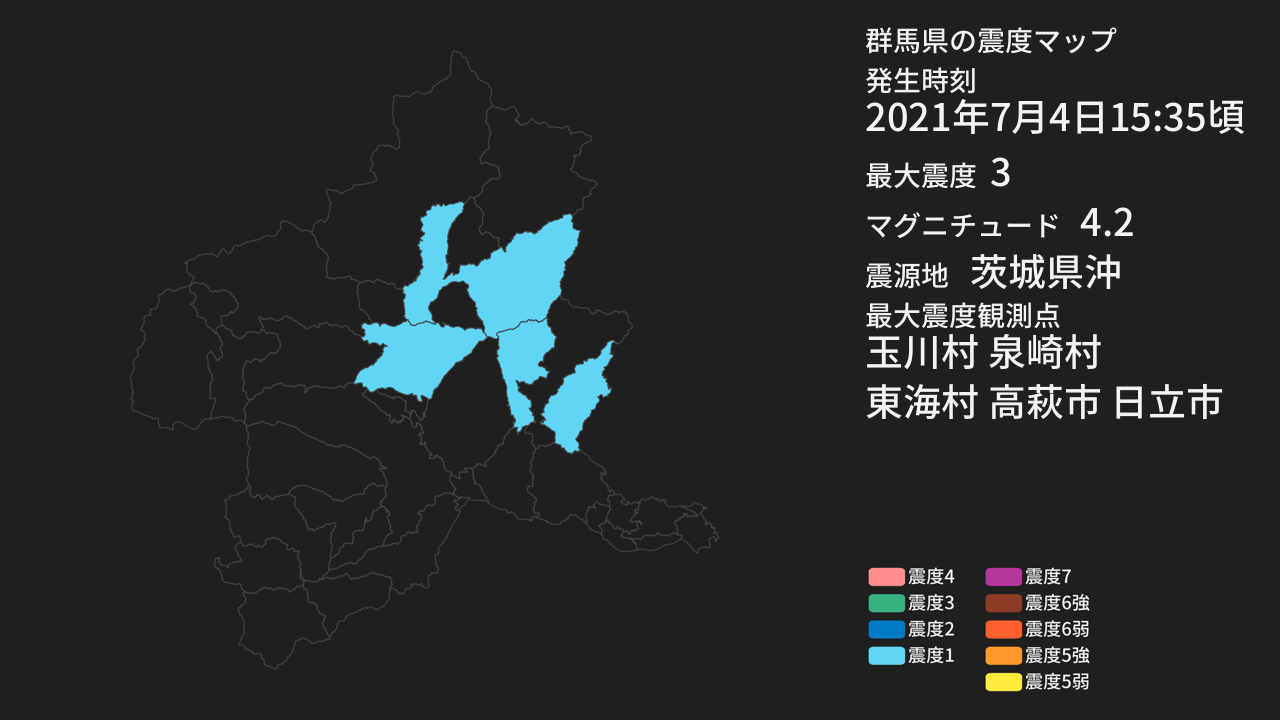 群馬県の震度マップ
発生時刻
2021年7月4日15:35頃
最大震度 3
マグニチュード 4.2
震源地 茨城県沖
最大震度観測点
玉川村 泉崎村
東海村 高萩市 日立市
震度4
震度3
震度2
震度1
震度7
震度6強
震度6弱
震度5強
震度5弱